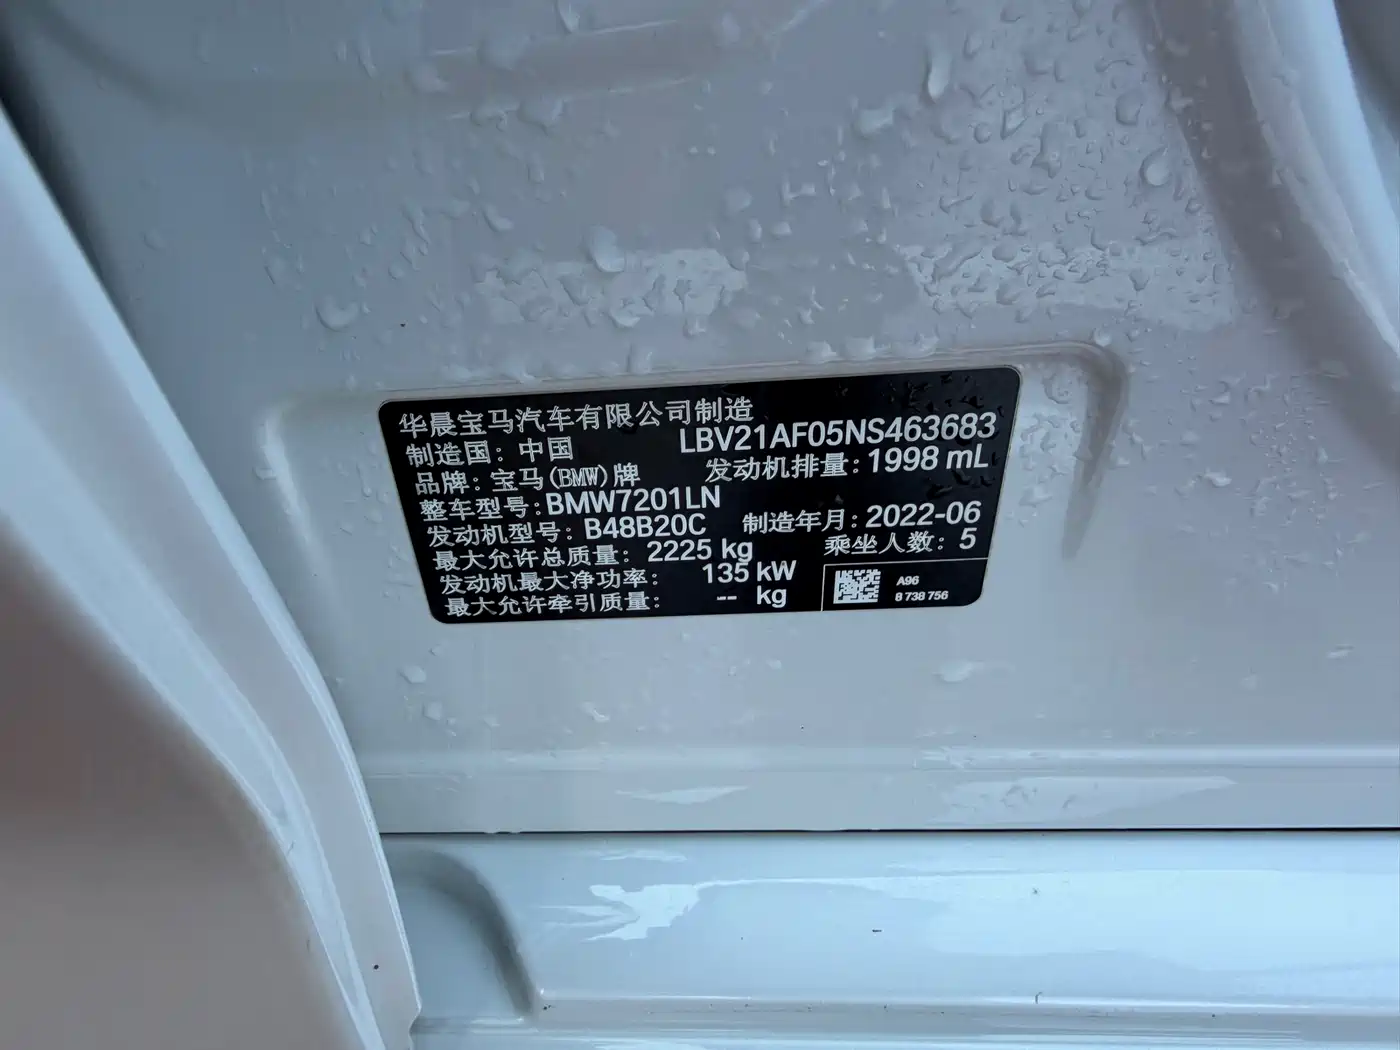 华晨宝马汽车有限公司制造
制造国：中国 LBV21AF05NS463683
品牌：宝马(BMW)牌 发动机排量：1998 mL
整车型号：BMW7201LN
发动机型号：B48B20C 制造年月：2022-06
最大允许总质量：2225 kg 乘坐人数：5
发动机最大净功率：135 kW
最大允许牵引质量：-- kg
A96
8 738 756